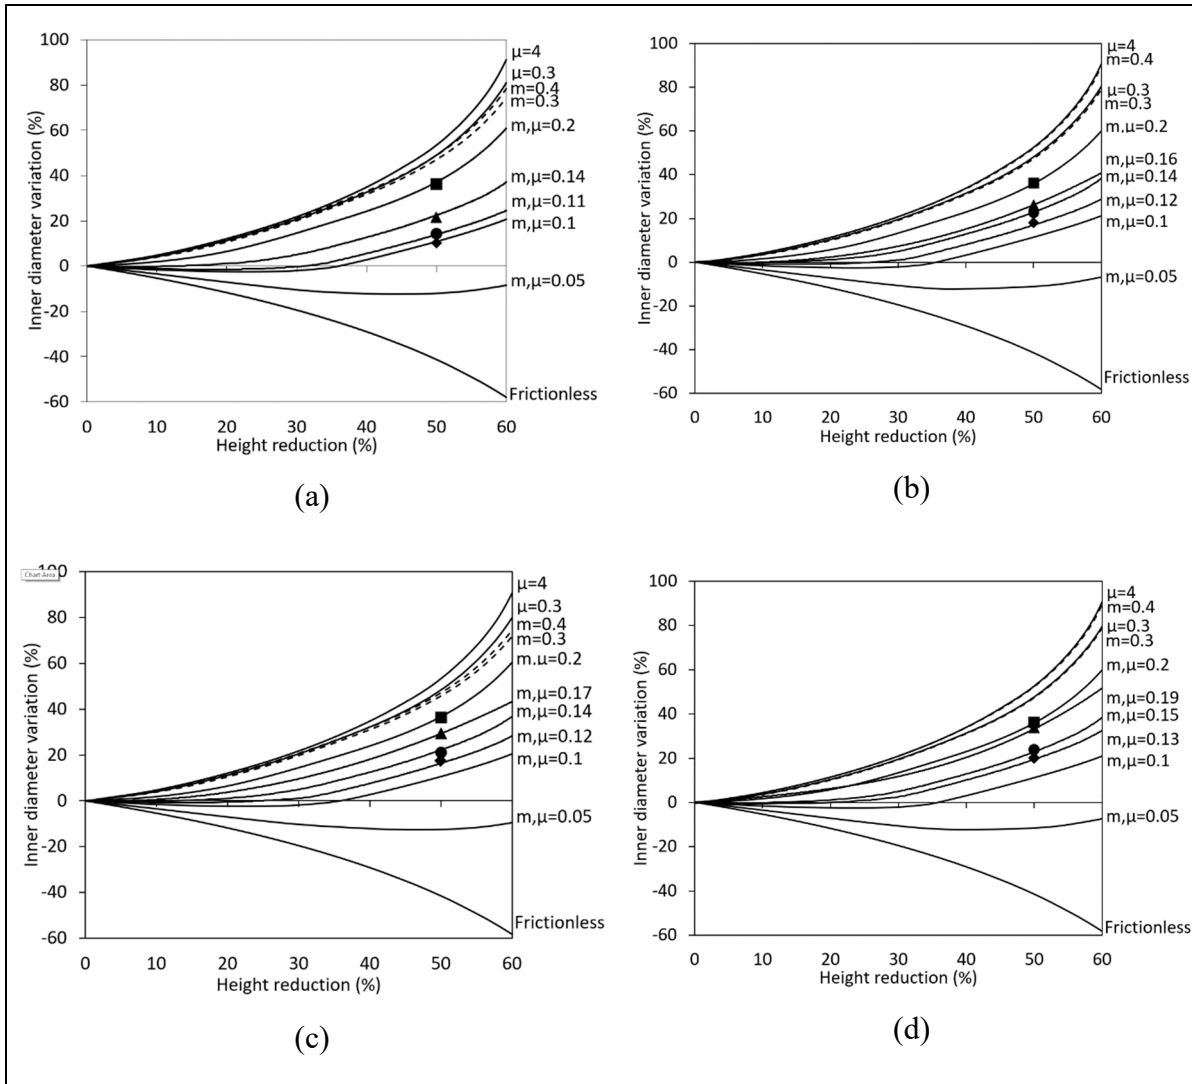 100
80
60
40
20
0
-20
-40
-60
Inner diameter variation (%)
μ=4
μ=0.3
m=0.4
m=0.3
m,μ=0.2
m,μ=0.14
m,μ=0.11
m,μ=0.1
m,μ=0.05
Frictionless
0 10 20 30 40 50 60
Height reduction (%)
(a)
100
80
60
40
20
0
-20
-40
-60
Inner diameter variation (%)
μ=4
m=0.4
μ=0.3
m=0.3
m,μ=0.2
m,μ=0.16
m,μ=0.14
m,μ=0.12
m,μ=0.1
m,μ=0.05
Frictionless
0 10 20 30 40 50 60
Height reduction (%)
(b)
100
Chart Area
80
60
40
20
0
-20
-40
-60
Inner diameter variation (%)
μ=4
μ=0.3
m=0.4
m=0.3
m.μ=0.2
m,μ=0.17
m,μ=0.14
m,μ=0.12
m,μ=0.1
m,μ=0.05
Frictionless
0 10 20 30 40 50 60
Height reduction (%)
(c)
100
80
60
40
20
0
-20
-40
-60
Inner diameter variation (%)
μ=4
m=0.4
μ=0.3
m=0.3
m,μ=0.2
m,μ=0.19
m,μ=0.15
m,μ=0.13
m,μ=0.1
m,μ=0.05
Frictionless
0 10 20 30 40 50 60
Height reduction (%)
(d)